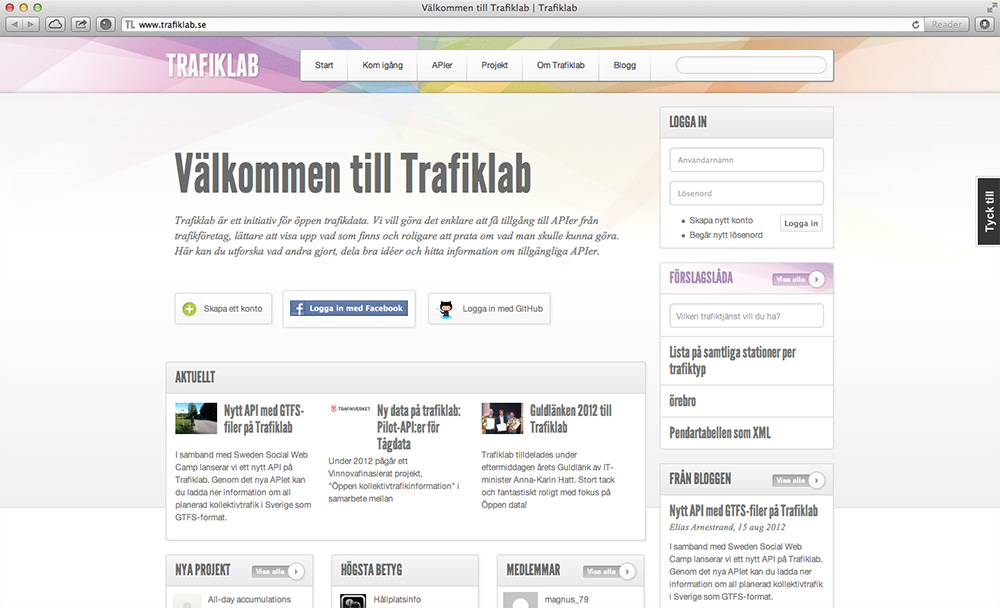 Välkommen till Trafiklab | Trafiklab
TL www.trafiklab.se
Reader
TRAFIKLAB
Start
Kom igång
APIer
Projekt
Om Trafiklab
Blogg
Välkommen till Trafiklab
Trafiklab är ett initiativ för öppen trafikdata. Vi vill göra det enklare att få tillgång till APIer från
trafikföretag, lättare att visa upp vad som finns och roligare att prata om vad man skulle kunna göra.
Här kan du utforska vad andra gjort, dela bra idéer och hitta information om tillgängliga APIer.
Skapa ett konto
f Logga in med Facebook
Logga in med GitHub
LOGGA IN
Användarnamn
Lösenord
Skapa nytt konto
Begär nytt lösenord
Logga in
Tyck till
FÖRSLAGSLÅDA
Visa alla
Vilken trafiktjänst vill du ha?
Lista på samtliga stationer per
trafiktyp
örebro
Pendartabellen som XML
AKTUELLT
Nytt API med GTFS-
filer på Trafiklab
I samband med Sweden Social Web
Camp lanserar vi ett nytt API på
Trafiklab. Genom det nya APIet kan
du ladda ner information om all
planerad kollektivtrafik i Sverige som
GTFS-format.
TRAFIKVERKET
Ny data på trafiklab:
Pilot-API:er för
Tågdata
Under 2012 pågår ett
Vinnovafinasierat projekt,
"Öppen kollektivtrafikinformation" i
samarbete mellan
Guldlänken 2012 till
Trafiklab
Trafiklab tilldelades under
eftermiddagen årets Guldlänk av IT-
minister Anna-Karin Hatt. Stort tack
och fantastiskt roligt med fokus på
Öppen data!
FRÅN BLOGGEN
Visa alla
Nytt API med GTFS-filer på Trafiklab
Elias Arnestrand, 15 aug 2012
I samband med Sweden Social Web
Camp lanserar vi ett nytt API på Trafiklab.
Genom det nya APIet kan du ladda ner
information om all planerad kollektivtrafik
i Sverige som GTFS-format.
NYA PROJEKT
Visa alla
All-day accumulations
HÖGSTA BETYG
Hållplatsinfo
MEDLEMMAR
Visa alla
magnus_79